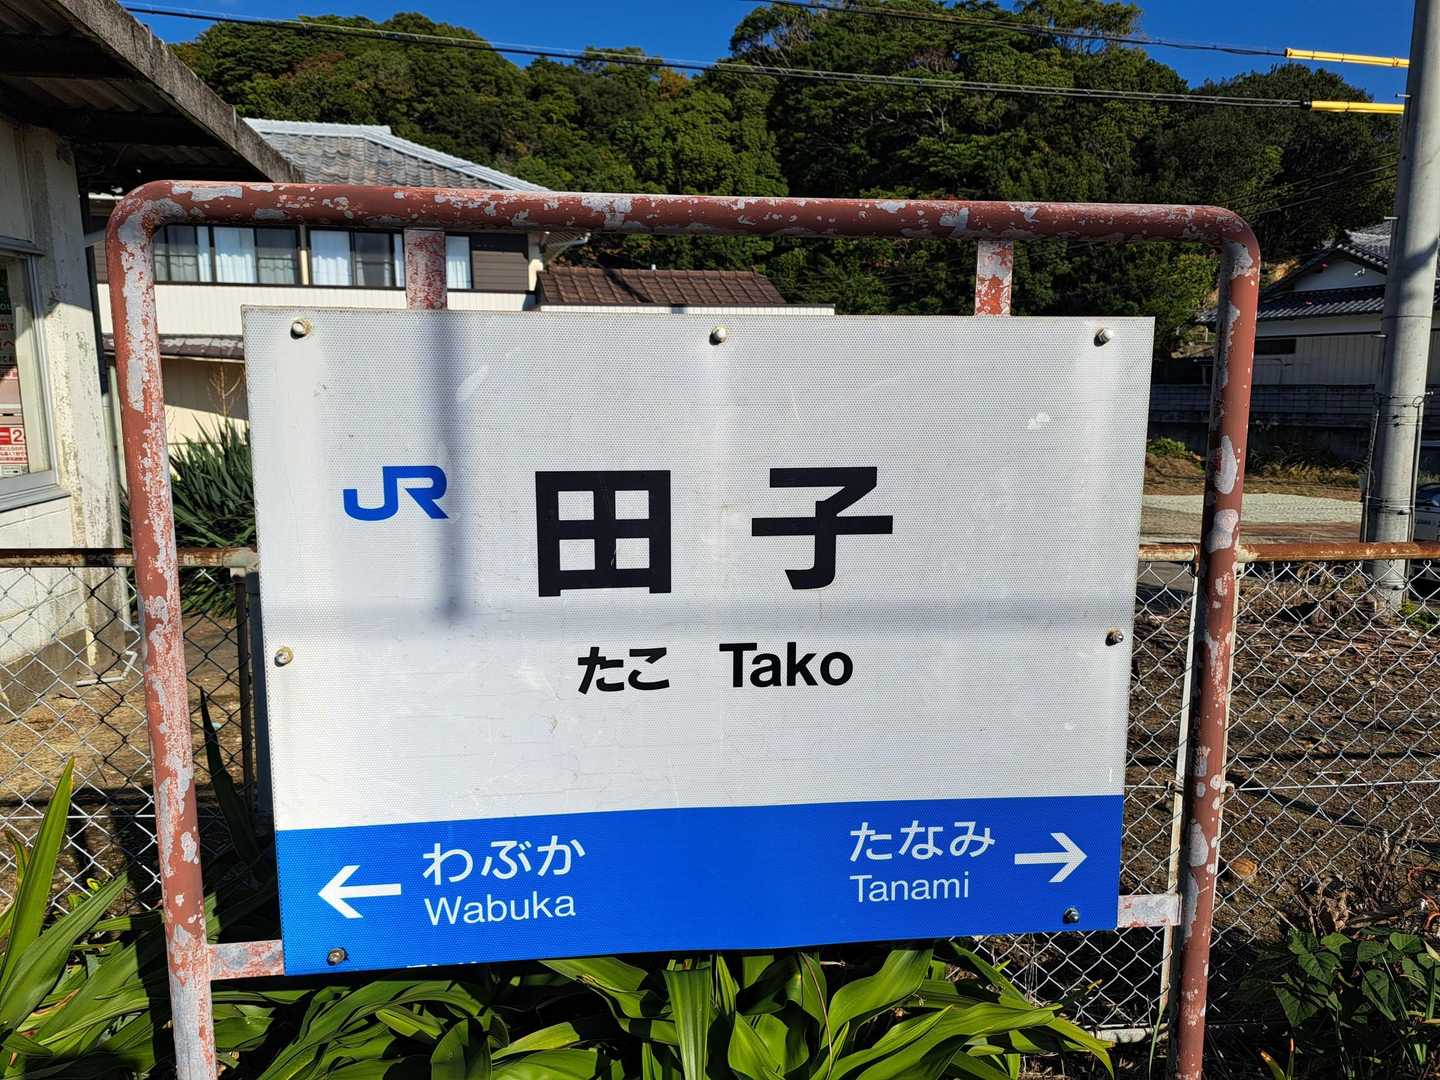 JR 田子
たこ Tako
← わぶか
Wabuka
たなみ →
Tanami